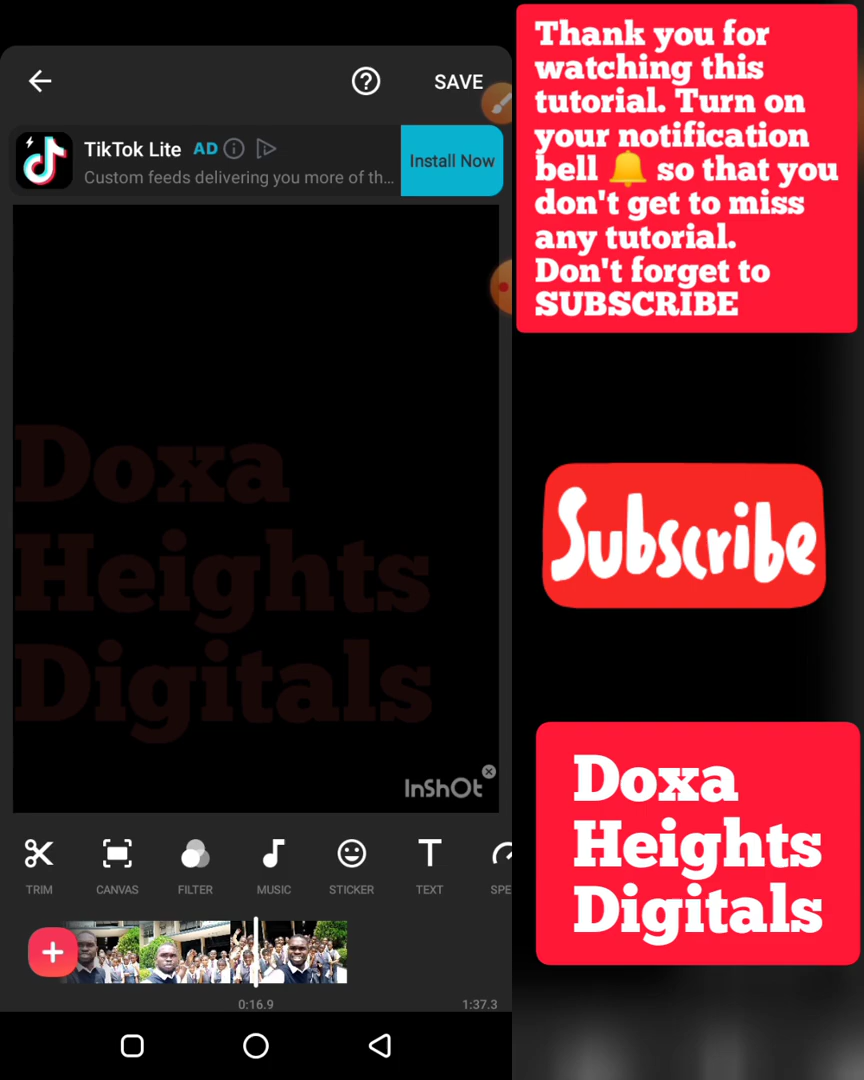 SAVE
TikTok Lite AD
Custom feeds delivering you more of th...
Install Now
Doxa
Heights
Digitals
InShOt
TRIM
CANVAS
FILTER
MUSIC
STICKER
TEXT
SPE
0:16.9
1:37.3
Thank you for
watching this
tutorial. Turn on
your notification
bell 🔔 so that you
don't get to miss
any tutorial.
Don't forget to
SUBSCRIBE
Subscribe
Doxa
Heights
Digitals